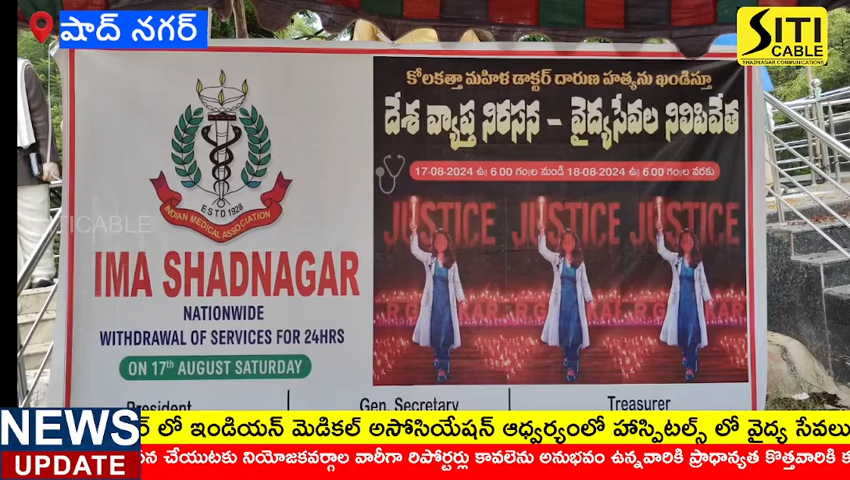 షాద్ నగర్
SITI
CABLE
SHADNAGAR COMMUNICATIONS
కోలకత్తా మహిళ డాక్టర్ దారుణ హత్యను ఖండిస్తూ
దేశ వ్యాప్త నిరసన - వైద్యసేవల నిలిపివేత
17-08-2024 ఉ॥ 6.00 గం॥ల నుండి 18-08-2024 ఉ॥ 6.00 గం॥ల వరకు
ESTD 1928
INDIAN MEDICAL ASSOCIATION
SITICABLE
JUSTICE JUSTICE JUSTICE
IMA SHADNAGAR
NATIONWIDE
WITHDRAWAL OF SERVICES FOR 24HRS
ON 17th AUGUST SATURDAY
President Gen. Secretary Treasurer
NEWS
UPDATE
లో ఇండియన్ మెడికల్ అసోసియేషన్ ఆధ్వర్యంలో హాస్పిటల్స్ లో వైద్య సేవలు
చేయుటకు నియోజకవర్గాల వారీగా రిపోర్టర్లు కావలెను అనుభవం ఉన్నవారికి ప్రాధాన్యత కొత్తవారికి